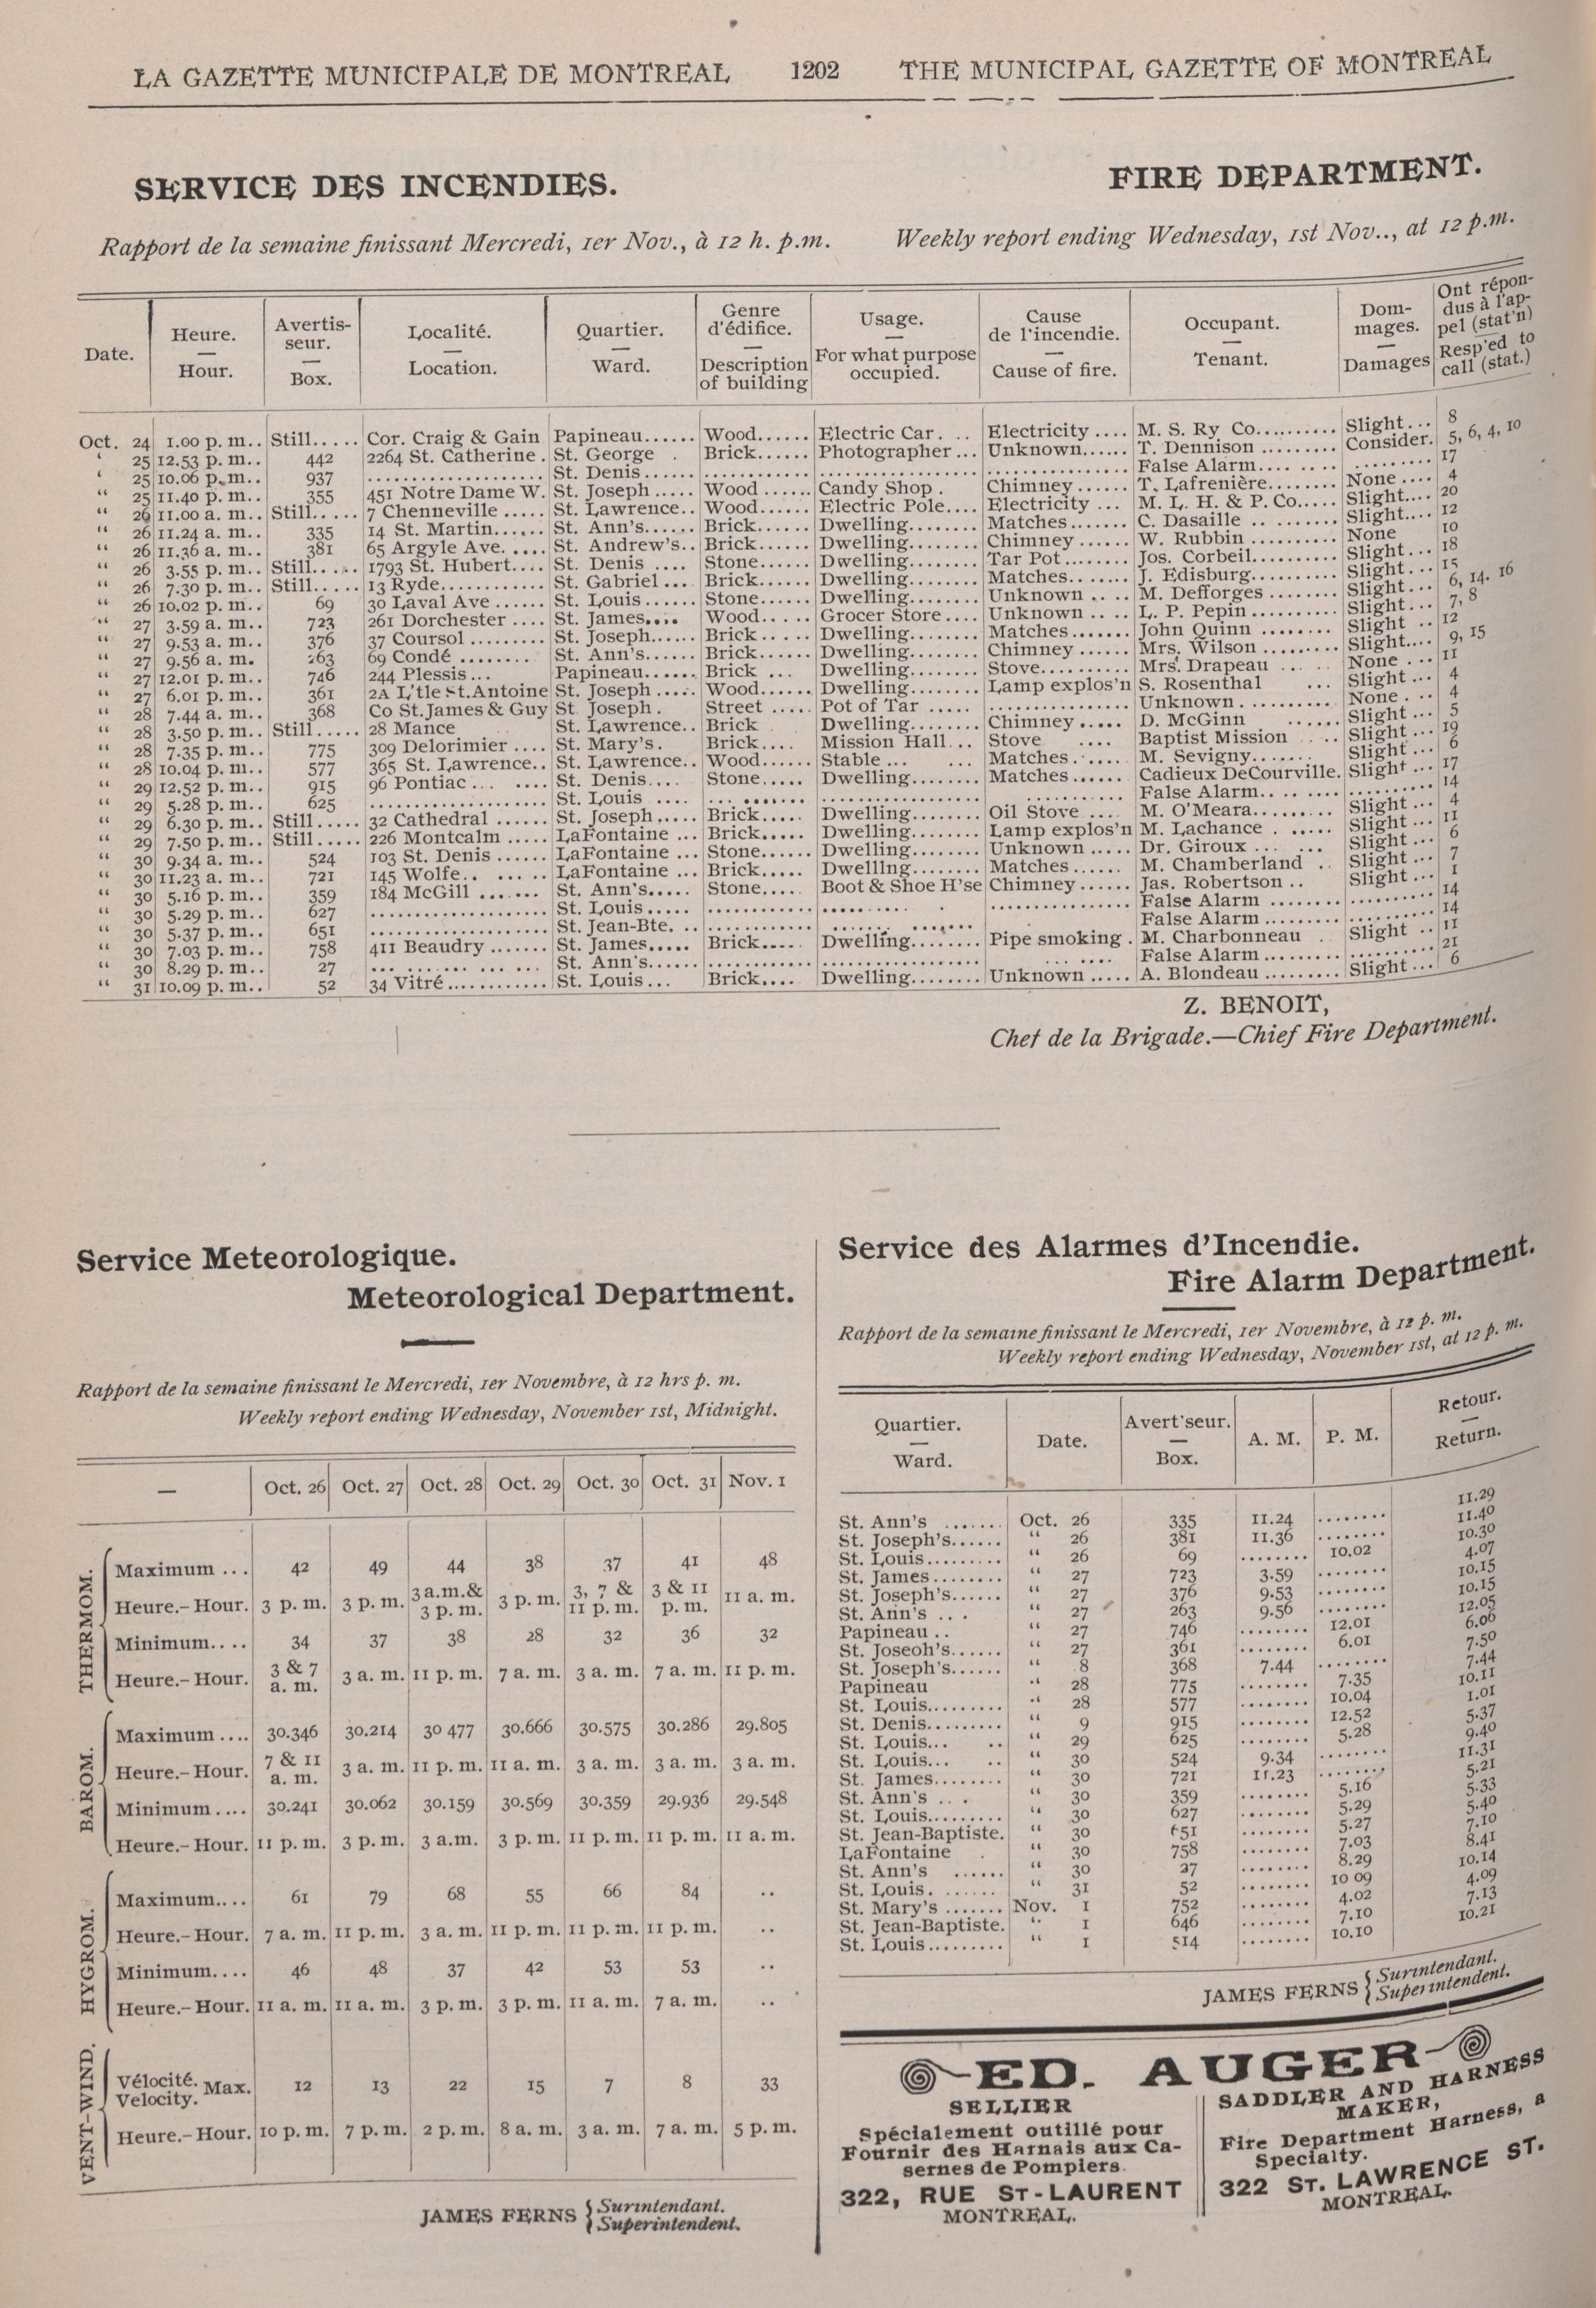 LA GAZETTE MUNICIPALE DE MONTREAL 1202 THE MUNICIPAL GAZETTE OF MONTREAL
SERVICE DES INCENDIES.
FIRE DEPARTMENT.
Rapport de la semaine finissant Mercredi, 1er Nov., à 12 h. p.m.
Weekly report ending Wednesday, 1st Nov.., at 12 p.m.
Date. | Heure. — Hour. | Avertis-seur. — Box. | Localité. — Location. | Quartier. — Ward. | Genre d'édifice. — Description of building | Usage. — For what purpose occupied. | Cause de l'incendie. — Cause of fire. | Occupant. — Tenant. | Dom-mages. — Damages | Ont répon-dus à l'ap-pel (stat'n) Resp'ed to call (stat.)
Oct. 24 1.00 p. m.. Still..... Cor. Craig & Gain Papineau...... Wood...... Electric Car. .. Electricity .... M. S. Ry Co.......... Slight... 8
" 25 12.53 p. m.. 442 2264 St. Catherine . St. George . Brick...... Photographer ... Unknown...... T. Dennison ......... Consider. 5, 6, 4, 10
" 25 10.06 p. m.. 937 .................... St. Denis ..... False Alarm.... ..... ......... 17
" 25 11.40 p. m.. 355 451 Notre Dame W. St. Joseph ..... Wood ...... Candy Shop . Chimney...... T. Lafrenière........ None .... 4
" 26 11.00 a. m.. Still..... 7 Chenneville ..... St. Lawrence.. Wood...... Electric Pole.... Electricity ... M. L. H. & P. Co..... Slight.... 20
" 26 11.24 a. m.. 335 14 St. Martin...... St. Ann's...... Brick...... Dwelling........ Matches....... C. Dasaille .. ........ Slight.... 12
" 26 11.36 a. m.. 381 65 Argyle Ave. .... St. Andrew's.. Brick...... Dwelling........ Chimney ...... W. Rubbin .......... None 10
" 26 3.55 p. m.. Still..... 1793 St. Hubert.... St. Denis .... Stone...... Dwelling........ Tar Pot........ Jos. Corbeil.......... Slight... 18
" 26 7.30 p. m.. Still..... 13 Ryde............ St. Gabriel ... Brick...... Dwelling........ Matches....... J. Edisburg.......... Slight... 15
" 26 10.02 p. m.. 69 30 Laval Ave ...... St. Louis...... Stone...... Dwelling........ Unknown .. .. M. Defforges ........ Slight ... 6, 14. 16
" 27 3.59 a. m.. 723 261 Dorchester .... St. James.... Wood..... Grocer Store.... Unknown .. .. L. P. Pepin .......... Slight... 7, 8
" 27 9.53 a. m.. 376 37 Coursol ......... St. Joseph...... Brick ..... Dwelling........ Matches....... John Quinn ........ Slight .. 12
" 27 9.56 a. m. 263 69 Condé ........ St. Ann's...... Brick..... Dwelling........ Chimney ...... Mrs. Wilson ......... Slight.... 9, 15
" 27 12.01 p. m.. 746 244 Plessis ... Papineau...... Brick ... Dwelling........ Stove.......... Mrs. Drapeau ... .. None ... 11
" 27 6.01 p. m.. 361 2A L'tle St.Antoine St. Joseph ..... Wood...... Dwelling........ Lamp explos'n S. Rosenthal ... Slight ... 4
" 28 7.44 a. m.. 368 Co St.James & Guy St. Joseph . Street ..... Pot of Tar ..... ............... Unknown . .......... None . .. 4
" 28 3.50 p. m.. Still..... 28 Mance St. Lawrence.. Brick Dwelling........ Chimney ..... D. McGinn ...... Slight ... 5
" 28 7.35 p. m.. 775 309 Delorimier .... St. Mary's. Brick.... Mission Hall... Stove .... Baptist Mission .. .. Slight ... 19
" 28 10.04 p. m.. 577 365 St. Lawrence.. St. Lawrence.. Wood...... Stable ... ... Matches. ..... M. Sevigny....... Slight... 6
" 29 12.52 p. m.. 915 96 Pontiac ... .... St. Denis.... Stone..... Dwelling........ Matches...... Cadieux DeCourville. Slight ... 17
" 29 5.28 p. m.. 625 ................... St. Louis .... ... ....... ................ False Alarm.. .. .... .......... 14
" 29 6.30 p. m.. Still..... 32 Cathedral ...... St. Joseph..... Brick..... Dwelling........ Oil Stove .... M. O'Meara......... Slight ... 4
" 29 7.50 p. m.. Still..... 226 Montcalm ..... LaFontaine ... Brick..... Dwelling........ Lamp explos'n M. Lachance . ..... Slight ... 11
" 30 9.34 a. m.. 524 103 St. Denis ...... LaFontaine ... Stone...... Dwelling........ Unknown ..... Dr. Giroux ... ... Slight... 6
" 30 11.23 a. m.. 721 145 Wolfe.. ... ... LaFontaine ... Brick..... Dwelllng........ Matches...... M. Chamberland .. Slight ... 7
" 30 5.16 p. m.. 359 184 McGill ....... St. Ann's..... Stone..... Boot & Shoe H'se Chimney...... Jas. Robertson .. Slight... 1
" 30 5.29 p. m.. 627 .................... St. Louis..... ............ False Alarm ........ .......... 14
" 30 5.37 p. m.. 651 .................... St. Jean-Bte. .. ............ False Alarm ......... ......... 14
" 30 7.03 p. m.. 758 411 Beaudry ....... St. James..... Brick..... Dwelling........ Pipe smoking . M. Charbonneau . Slight .. 11
" 30 8.29 p. m.. 27 ................ St. Ann's...... ............ False Alarm......... ......... 21
" 31 10.09 p. m.. 52 34 Vitré............ St. Louis... Brick.... Dwelling........ Unknown ..... A. Blondeau ......... Slight... 6
Z. BENOIT,
Chef de la Brigade.—Chief Fire Department.
Service Meteorologique.
Meteorological Department.
Rapport de la semaine finissant le Mercredi, 1er Novembre, à 12 hrs p. m.
Weekly report ending Wednesday, November 1st, Midnight.
— Oct. 26 Oct. 27 Oct. 28 Oct. 29 Oct. 30 Oct. 31 Nov. 1
THERMOM.
Maximum ... 42 49 44 38 37 41 48
Heure.-Hour. 3 p. m. 3 p. m. 3 a.m.& 3 p. m. 3 p. m. 3, 7 & 11 p. m. 3 & 11 p. m. 11 a. m.
Minimum.... 34 37 38 28 32 36 32
Heure.-Hour. 3 & 7 a. m. 3 a. m. 11 p. m. 7 a. m. 3 a. m. 7 a. m. 11 p. m.
BAROM.
Maximum .... 30.346 30.214 30 477 30.666 30.575 30.286 29.805
Heure.-Hour. 7 & 11 a. m. 3 a. m. 11 p. m. 11 a. m. 3 a. m. 3 a. m. 3 a. m.
Minimum .... 30.241 30.062 30.159 30.569 30.359 29.936 29.548
Heure.-Hour. 11 p. m. 3 p. m. 3 a.m. 3 p. m. 11 p. m. 11 p. m. 11 a. m.
HYGROM.
Maximum.... 61 79 68 55 66 84 ..
Heure.-Hour. 7 a. m. 11 p. m. 3 a. m. 11 p. m. 11 p. m. 11 p. m. ..
Minimum.... 46 48 37 42 53 53 ..
Heure.-Hour. 11 a. m. 11 a. m. 3 p. m. 3 p. m. 11 a. m. 7 a. m. ..
VENT-WIND.
Vélocité. Velocity. Max. 12 13 22 15 7 8 33
Heure.-Hour. 10 p. m. 7 p. m. 2 p. m. 8 a. m. 3 a. m. 7 a. m. 5 p. m.
JAMES FERNS { Surintendant. Superintendent.
Service des Alarmes d'Incendie.
Fire Alarm Department.
Rapport de la semaine finissant le Mercredi, 1er Novembre, à 12 p. m.
Weekly report ending Wednesday, November 1st, at 12 p. m.
Quartier. — Ward. | Date. | Avert'seur. — Box. | A. M. | P. M. | Retour. — Return.
St. Ann's ....... Oct. 26 335 11.24 ........ 11.29
St. Joseph's...... " 26 381 11.36 ........ 11.40
St. Louis......... " 26 69 ........ 10.02 10.30
St. James........ " 27 723 3.59 ........ 4.07
St. Joseph's...... " 27 376 9.53 ........ 10.15
St. Ann's .. . " 27 263 9.56 ........ 10.15
Papineau .. " 27 746 ........ 12.01 12.05
St. Joseoh's...... " 27 361 ........ 6.01 6.06
St. Joseph's...... " 8 368 7.44 ........ 7.50
Papineau " 28 775 ........ 7.35 7.44
St. Louis......... " 28 577 ........ 10.04 10.11
St. Denis......... " 9 915 ........ 12.52 1.01
St. Louis... .. " 29 625 ........ 5.28 5.37
St. Louis... .. " 30 524 9.34 ........ 9.40
St. James........ " 30 721 11.23 ........ 11.31
St. Ann's .. . " 30 359 ........ 5.16 5.21
St. Louis......... " 30 627 ........ 5.29 5.33
St. Jean-Baptiste. " 30 651 ........ 5.27 5.40
LaFontaine . " 30 758 ........ 7.03 7.10
St. Ann's ...... " 30 27 ........ 8.29 8.41
St. Louis. ...... " 31 52 ........ 10 09 10.14
St. Mary's ....... Nov. 1 752 ........ 4.02 4.09
St. Jean-Baptiste. " 1 646 ........ 7.10 7.13
St. Louis......... " 1 514 ........ 10.10 10.21
JAMES FERNS { Surintendant. Superintendent.
ED. AUGER
SELLIER
Spécialement outillé pour
Fournir des Harnais aux Ca-
sernes de Pompiers.
322, RUE ST-LAURENT
MONTREAL.
SADDLER AND HARNESS
MAKER,
Fire Department Harness, a
Specialty.
322 ST. LAWRENCE ST.
MONTREAL.